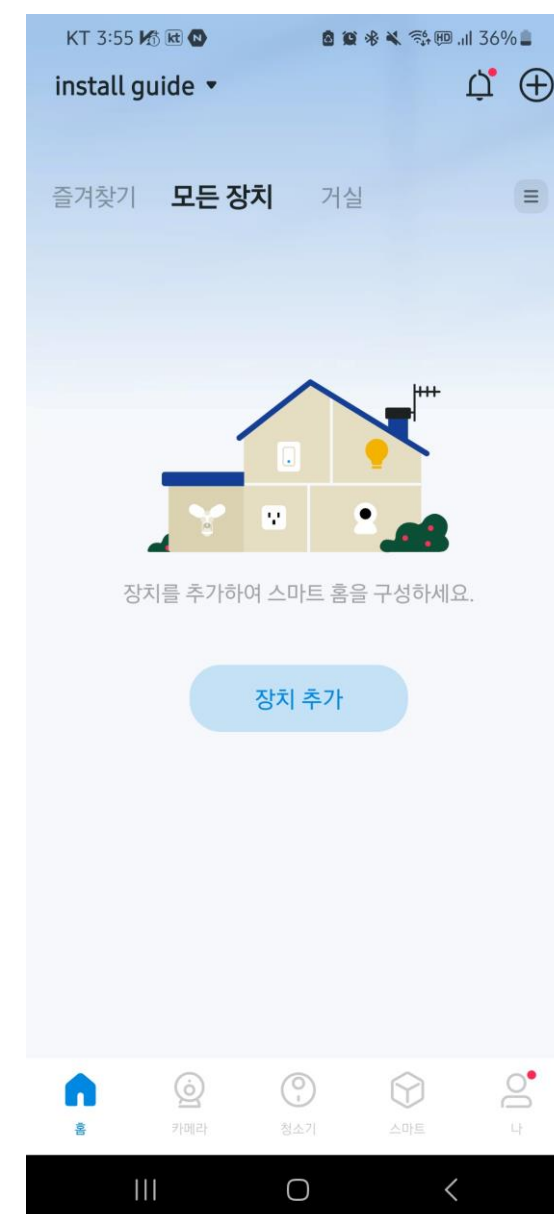 KT 3:55 kt N HD 36%
install guide
즐겨찾기 모든 장치 거실
장치를 추가하여 스마트 홈을 구성하세요.
장치 추가
홈 카메라 청소기 스마트 나